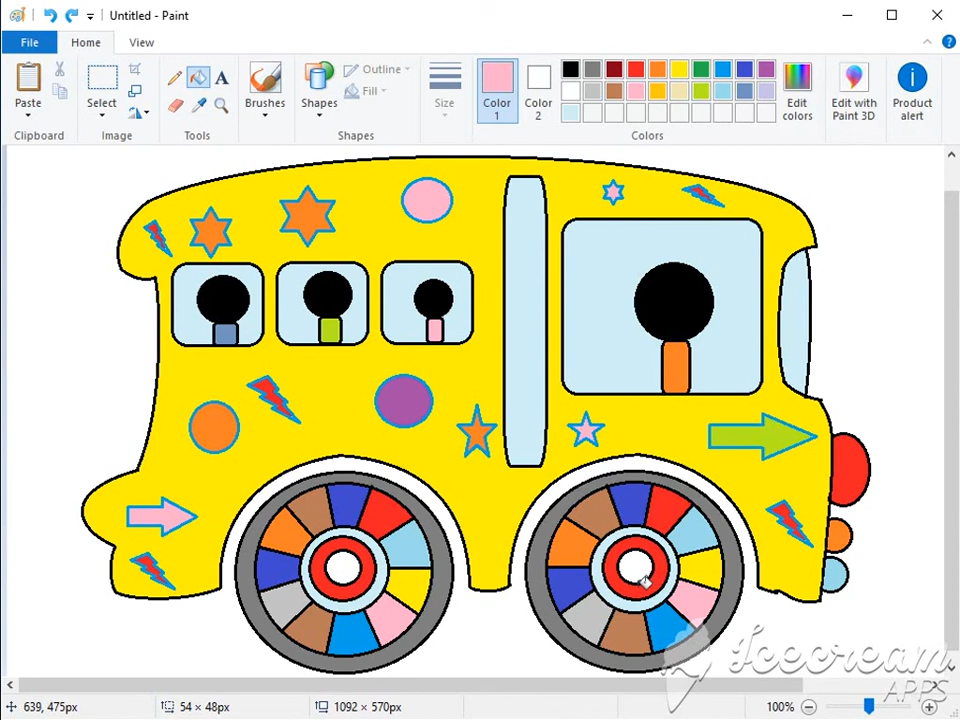 Untitled - Paint
File Home View
Paste Select Brushes Shapes Outline Fill Size Color 1 Color 2 Edit colors Edit with Paint 3D Product alert
Clipboard Image Tools Shapes Colors
Icecream
APPS
639, 475px 54 × 48px 1092 × 570px 100%